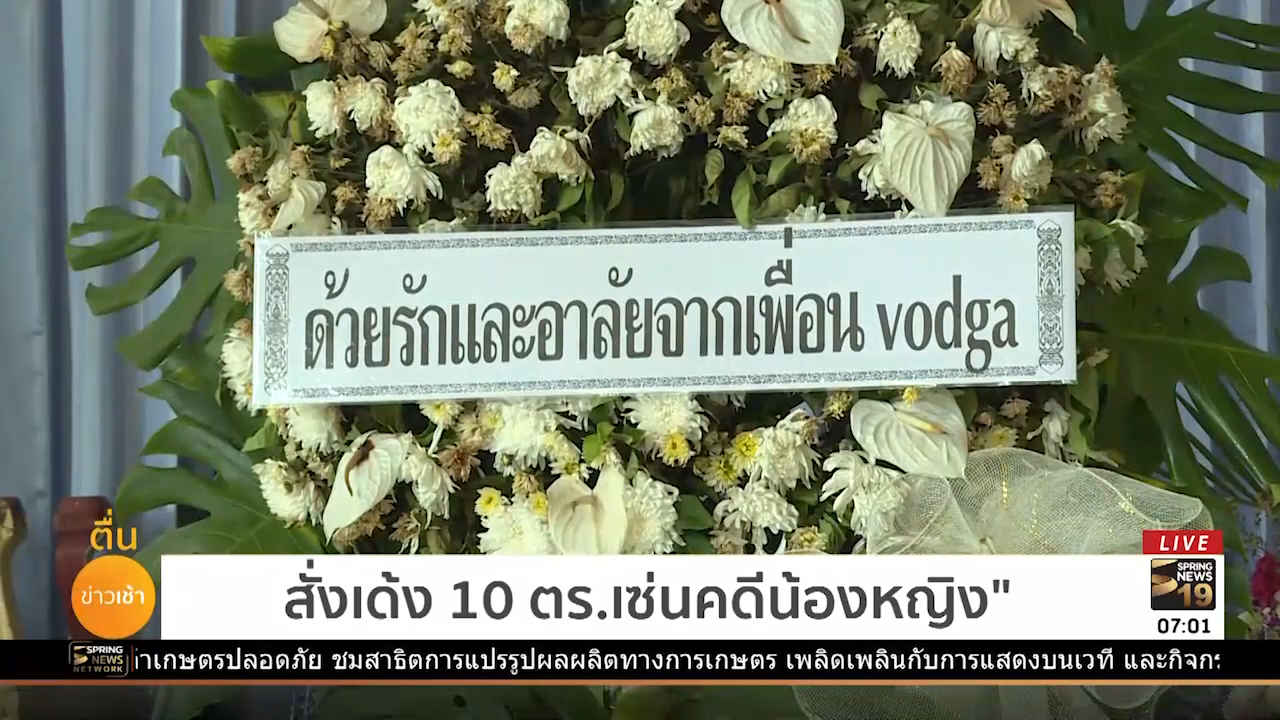 ด้วยรักและอาลัยจากเพื่อน vodga
ตื่น
ข่าวเช้า
สั่งเด้ง 10 ตร.เซ่นคดีน้องหญิง"
LIVE
SPRING
NEWS
19
07:01
SPRING
NEWS
NETWORK
าเกษตรปลอดภัย ชมสาธิตการแปรรูปผลผลิตทางการเกษตร เพลิดเพลินกับการแสดงบนเวที และกิจกร